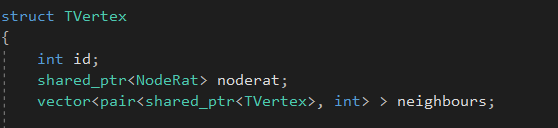 struct TVertex
{
int id;
shared_ptr<NodeRat> noderat;
vector<pair<shared_ptr<TVertex>, int> > neighbours;